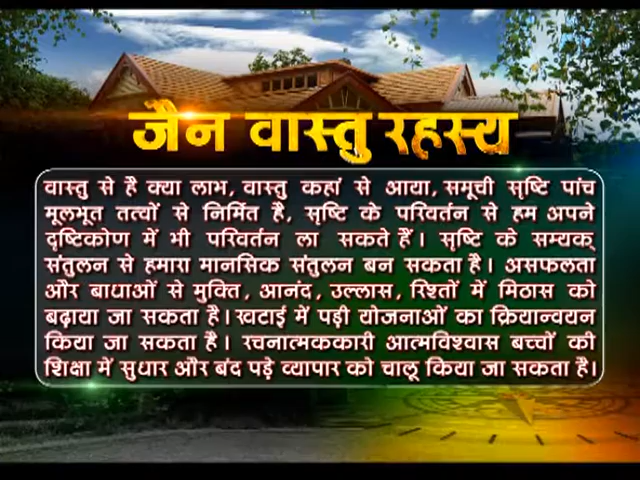 जैन वास्तु रहस्य
वास्तु से है क्या लाभ, वास्तु कहां से आया, समूची सृष्टि पांच
मूलभूत तत्वों से निर्मित है, सृष्टि के परिवर्तन से हम अपने
दृष्टिकोण में भी परिवर्तन ला सकते हैं। सृष्टि के सम्यक्
संतुलन से हमारा मानसिक संतुलन बन सकता है। असफलता
और बाधाओं से मुक्ति, आनंद, उल्लास, रिश्तों में मिठास को
बढ़ाया जा सकता है। खटाई में पड़ी योजनाओं का क्रियान्वयन
किया जा सकता है। रचनात्मककारी आत्मविश्वास बच्चों की
शिक्षा में सुधार और बंद पड़े व्यापार को चालू किया जा सकता है।